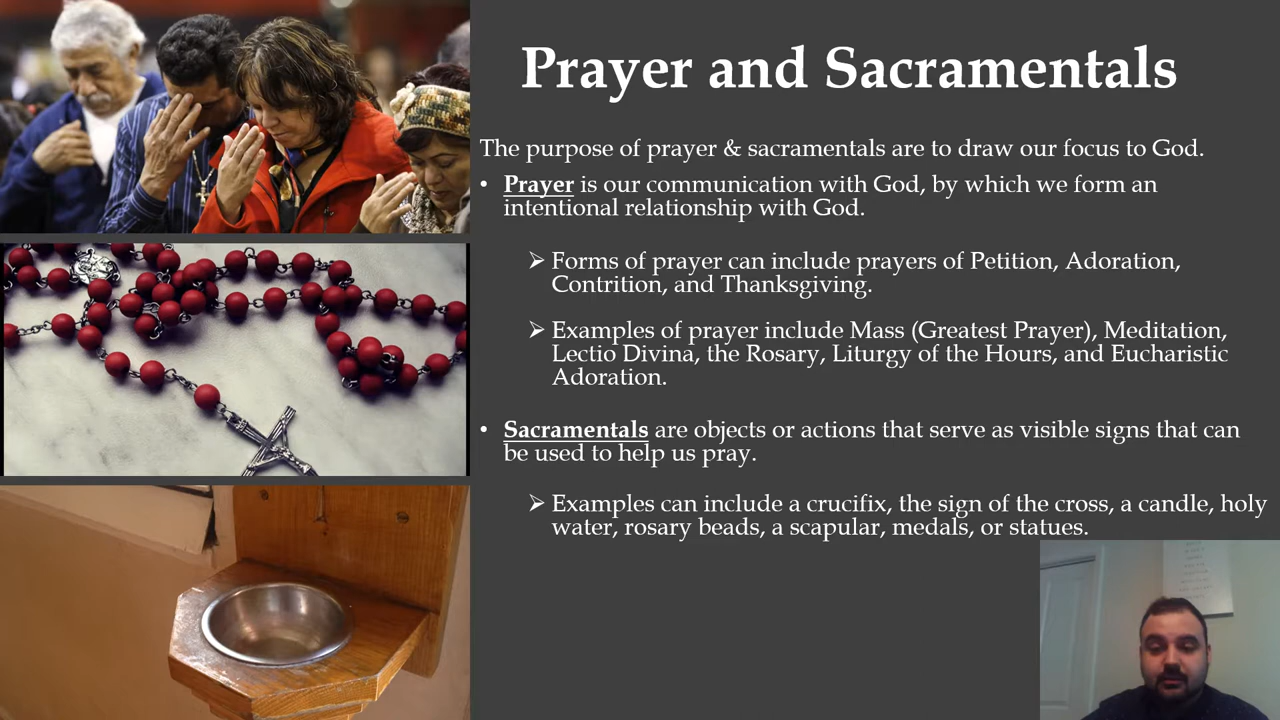 Prayer and Sacramentals
The purpose of prayer & sacramentals are to draw our focus to God.
• Prayer is our communication with God, by which we form an
intentional relationship with God.
➢ Forms of prayer can include prayers of Petition, Adoration,
Contrition, and Thanksgiving.
➢ Examples of prayer include Mass (Greatest Prayer), Meditation,
Lectio Divina, the Rosary, Liturgy of the Hours, and Eucharistic
Adoration.
• Sacramentals are objects or actions that serve as visible signs that can
be used to help us pray.
➢ Examples can include a crucifix, the sign of the cross, a candle, holy
water, rosary beads, a scapular, medals, or statues.